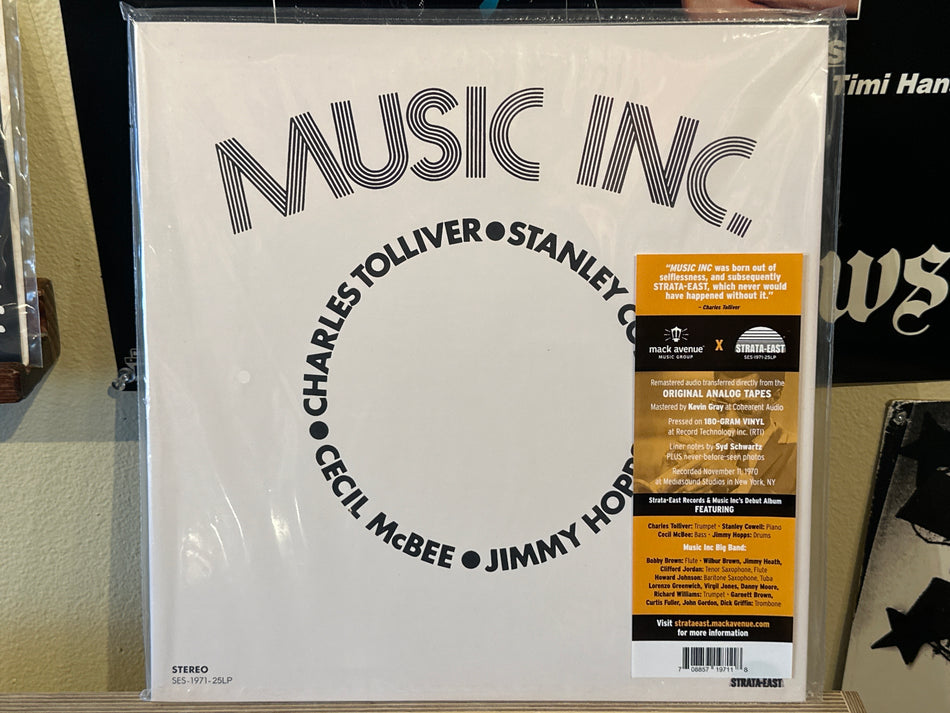 MUSIC INC.
CHARLES TOLLIVER ● STANLEY
CECIL McBEE ● JIMMY
STEREO
SES-1971-25LP
"MUSIC INC was born out of
selflessness, and subsequently
STRATA-EAST, which never would
have happened without it."
– Charles Tolliver
mack avenue
MUSIC GROUP
X
STRATA-EAST
SES-1971-25LP
Remastered audio transferred directly from the
ORIGINAL ANALOG TAPES
Mastered by Kevin Gray at Cohearent Audio
Pressed on 180-GRAM VINYL
at Record Technology Inc. (RTI)
Liner notes by Syd Schwartz
PLUS never-before-seen photos
Recorded November 11, 1970
at Mediasound Studios in New York, NY
Strata-East Records & Music Inc's Debut Album
FEATURING
Charles Tolliver: Trumpet - Stanley Cowell: Piano
Cecil McBee: Bass - Jimmy Hopps: Drums
Music Inc Big Band:
Bobby Brown: Flute - Wilbur Brown, Jimmy Heath,
Clifford Jordan: Tenor Saxophone, Flute
Howard Johnson: Baritone Saxophone, Tuba
Lorenzo Greenwich, Virgil Jones, Danny Moore,
Richard Williams: Trumpet - Garnett Brown,
Curtis Fuller, John Gordon, Dick Griffin: Trombone
Visit strataeast.mackavenue.com
for more information
7 08857 19711 8
STRATA-EAST
Timi Han
ws